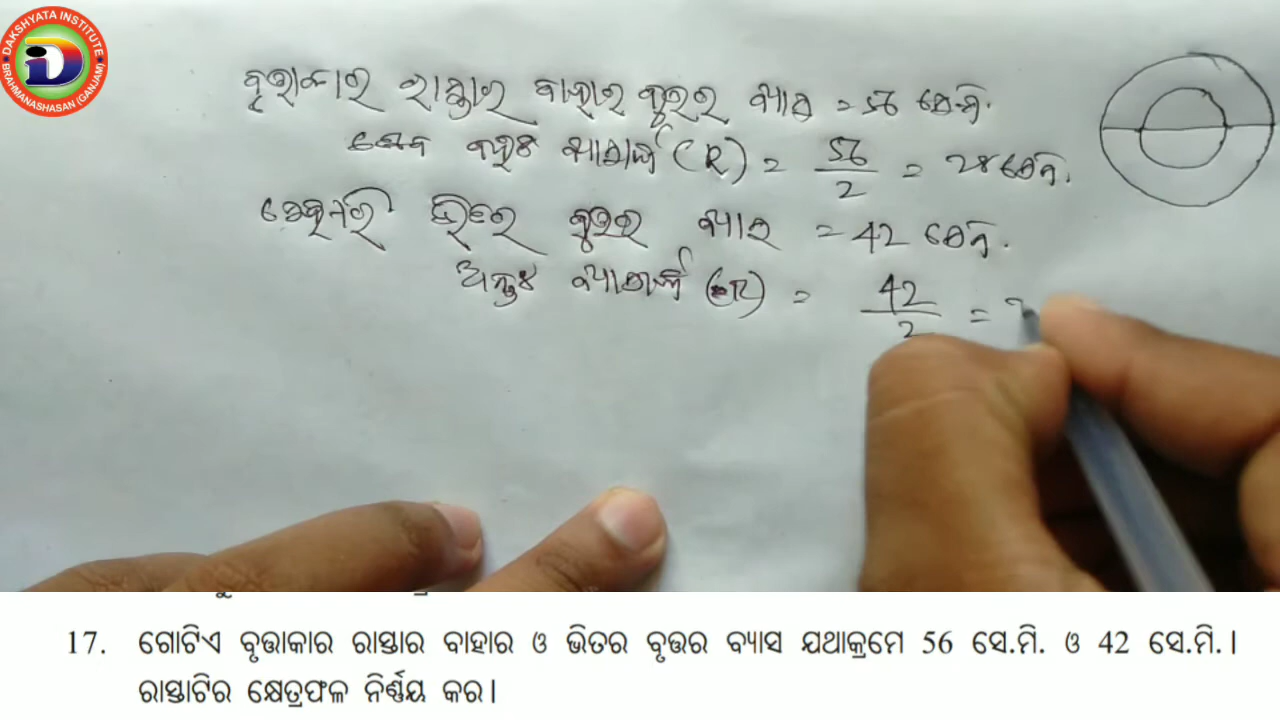 DAKSHYATA INSTITUTE
BRAHMANASHASAN (GANJAM)
iD
ବୃତ୍ତାକାର ରାସ୍ତାର ବାହାର ବୃତ୍ତର ବ୍ୟାସ = 56 ସେ.ମି.
ବ୍ୟାସାର୍ଦ୍ଧ (R) = 56/2 = 28 ସେ.ମି.
ସେହିପରି ଭିତର ବୃତ୍ତର ବ୍ୟାସ = 42 ସେ.ମି.
ଅନ୍ତଃ ବ୍ୟାସାର୍ଦ୍ଧ = 42/2 =
17. ଗୋଟିଏ ବୃତ୍ତାକାର ରାସ୍ତାର ବାହାର ଓ ଭିତର ବୃତ୍ତର ବ୍ୟାସ ଯଥାକ୍ରମେ 56 ସେ.ମି. ଓ 42 ସେ.ମି.।
ରାସ୍ତାଟିର କ୍ଷେତ୍ରଫଳ ନିର୍ଣ୍ଣୟ କର।